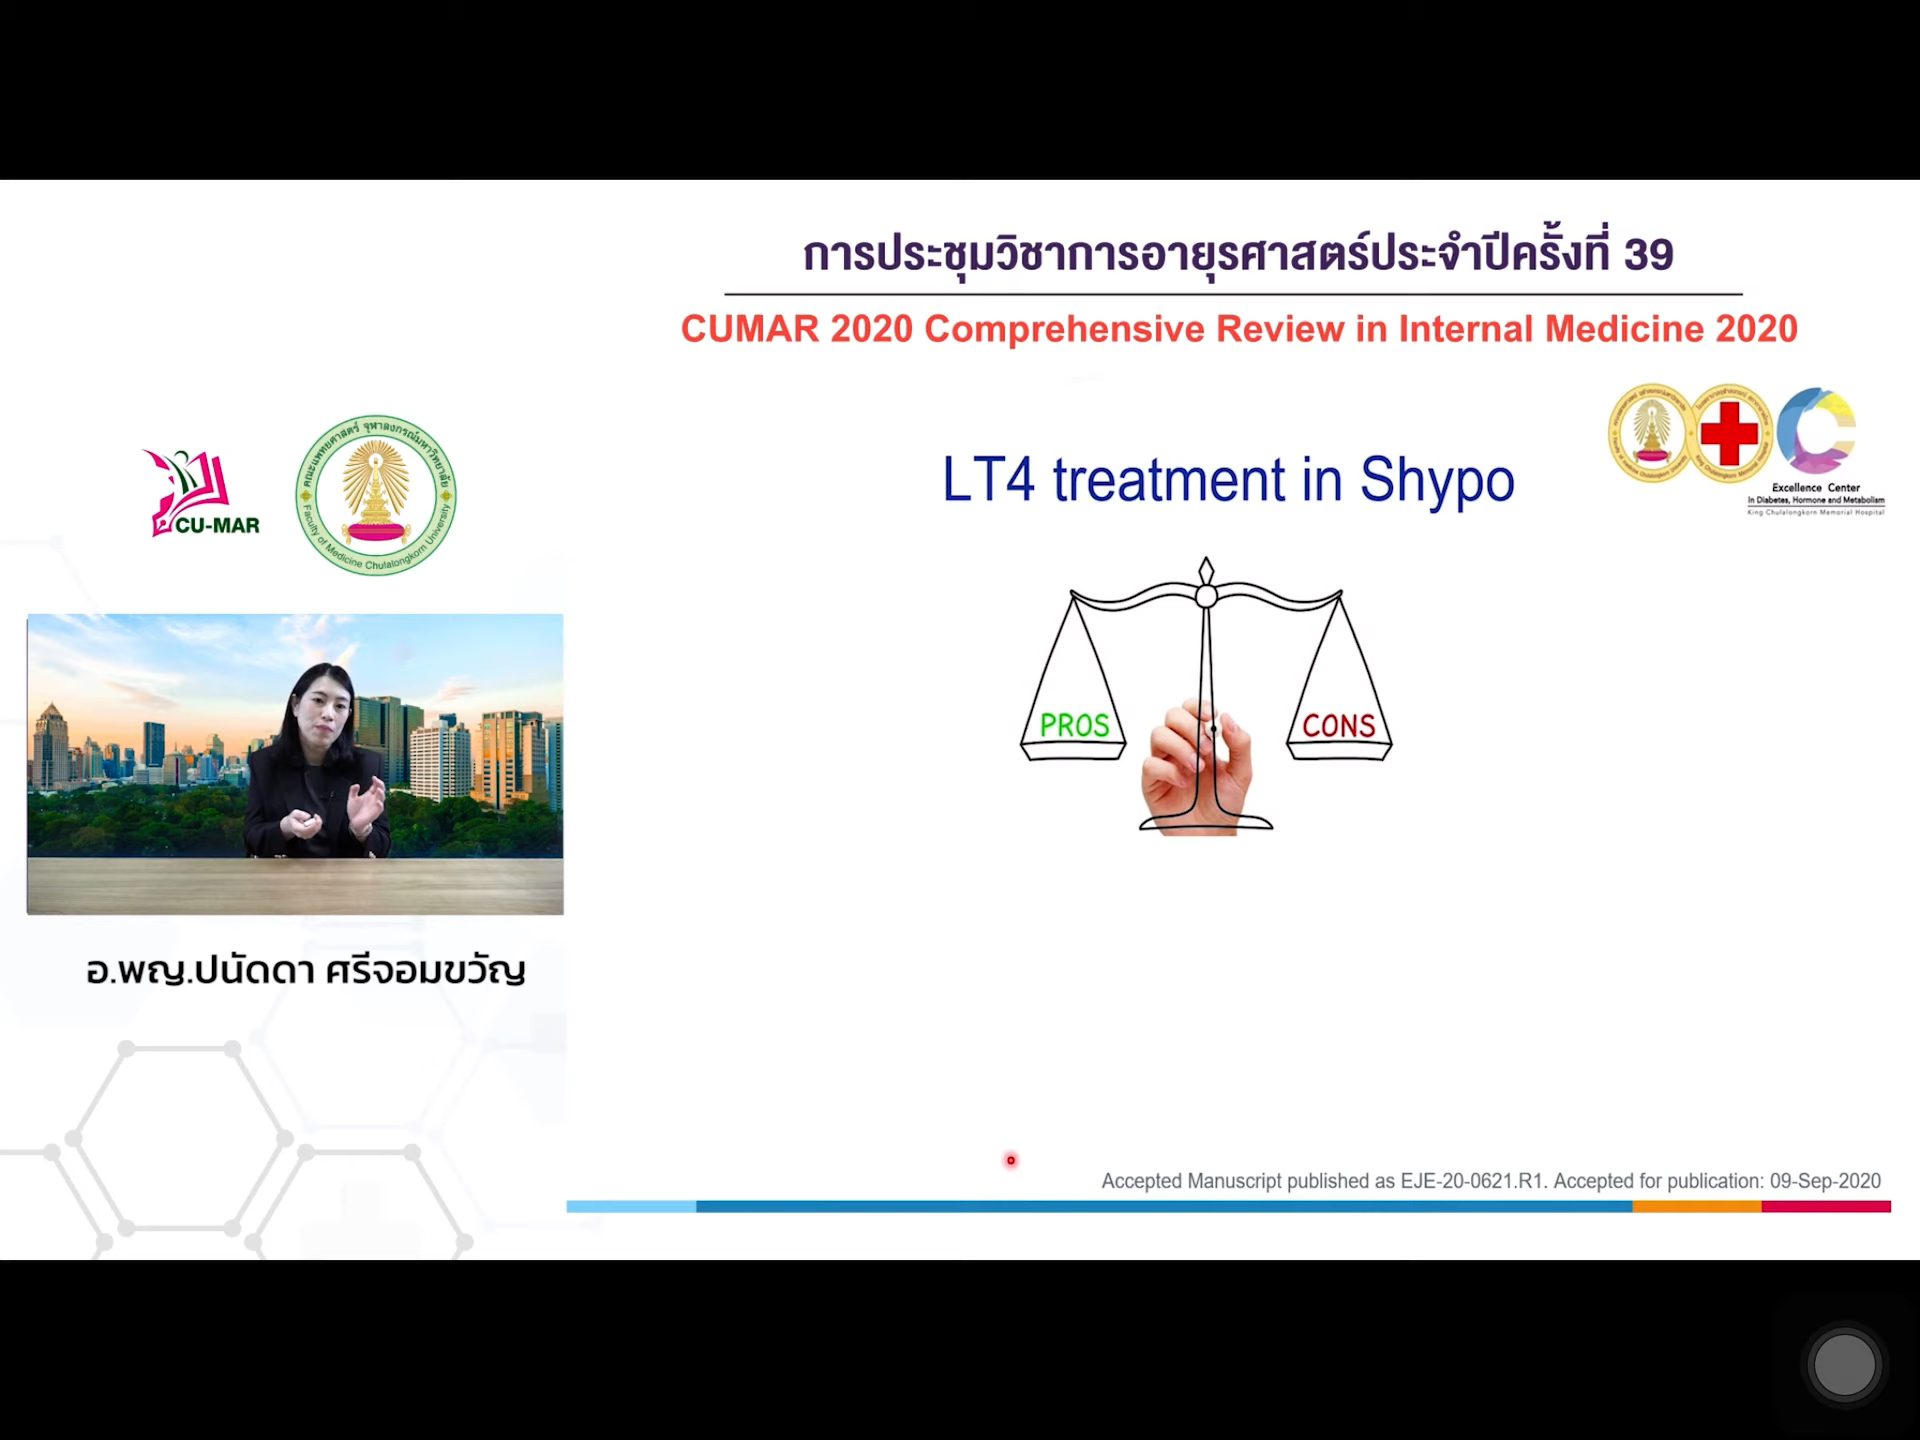 การประชุมวิชาการอายุรศาสตร์ประจำปีครั้งที่ 39
CUMAR 2020 Comprehensive Review in Internal Medicine 2020
CU-MAR
คณะแพทยศาสตร์ จุฬาลงกรณ์มหาวิทยาลัย
Faculty of Medicine Chulalongkorn University
LT4 treatment in Shypo
Excellence Center
In Diabetes, Hormone and Metabolism
King Chulalongkorn Memorial Hospital
PROS
CONS
อ.พญ.ปนัดดา ศรีจอมขวัญ
Accepted Manuscript published as EJE-20-0621.R1. Accepted for publication: 09-Sep-2020